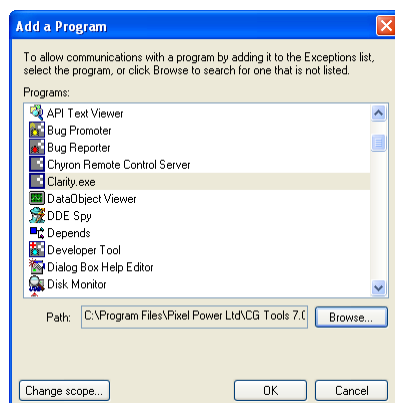 Add a Program
To allow communications with a program by adding it to the Exceptions list,
select the program, or click Browse to search for one that is not listed.
Programs:
API Text Viewer
Bug Promoter
Bug Reporter
Chyron Remote Control Server
Clarity.exe
DataObject Viewer
DDE Spy
Depends
Developer Tool
Dialog Box Help Editor
Disk Monitor
Path: C:\Program Files\Pixel Power Ltd\CG Tools 7.( Browse...
Change scope... OK Cancel